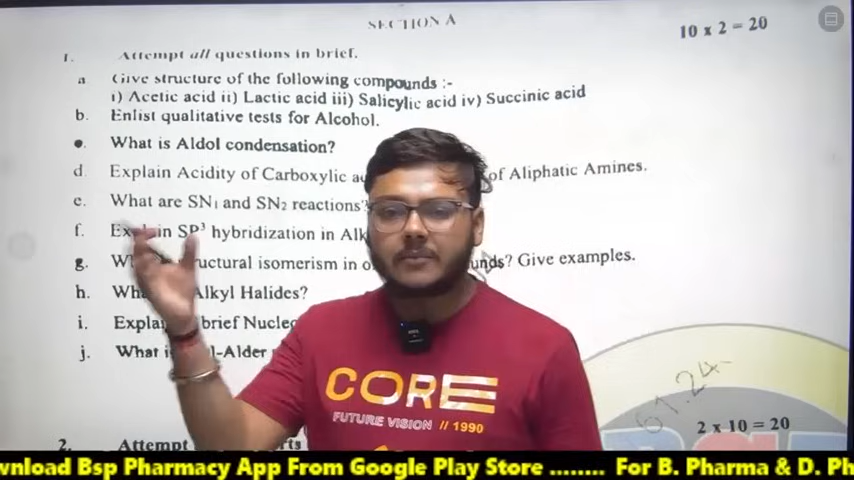 SECTION A
10 x 2 = 20
1. Attempt all questions in brief.
a Give structure of the following compounds :-
i) Acetic acid ii) Lactic acid iii) Salicylic acid iv) Succinic acid
b. Enlist qualitative tests for Alcohol.
What is Aldol condensation?
d Explain Acidity of Carboxylic of Aliphatic Amines.
e. What are SN1 and SN2 reactions?
f. SP3 hybridization in
g. structural isomerism in Give examples.
h. Alkyl Halides?
i. brief
j. What
2 x 10 = 20
2. Attempt
61.24
CORE
FUTURE VISION // 1990
wnload Bsp Pharmacy App From Google Play Store ........ For B. Pharma & D. Ph